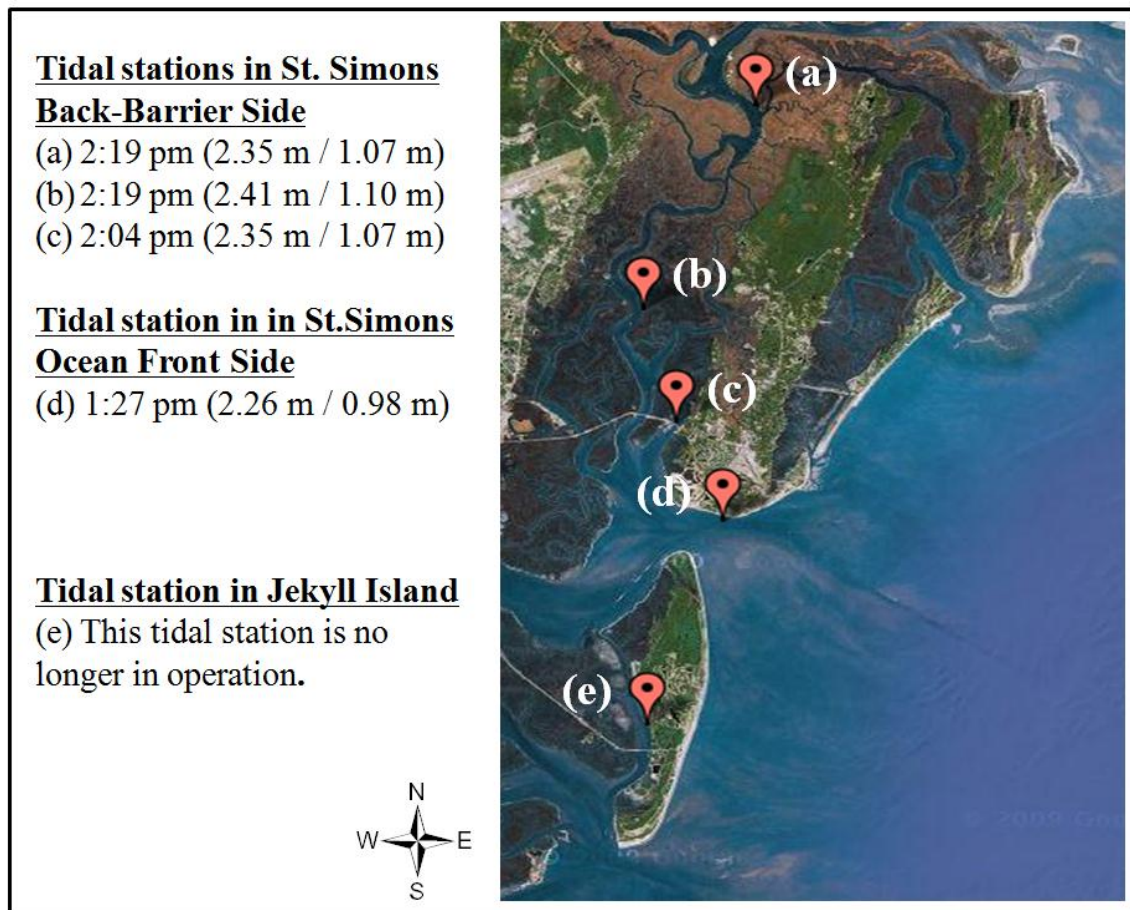 Tidal stations in St. Simons
Back-Barrier Side
(a) 2:19 pm (2.35 m / 1.07 m)
(b) 2:19 pm (2.41 m / 1.10 m)
(c) 2:04 pm (2.35 m / 1.07 m)
Tidal station in in St.Simons
Ocean Front Side
(d) 1:27 pm (2.26 m / 0.98 m)
Tidal station in Jekyll Island
(e) This tidal station is no
longer in operation.
N
W E
S
(a)
(b)
(c)
(d)
(e)
© 2009